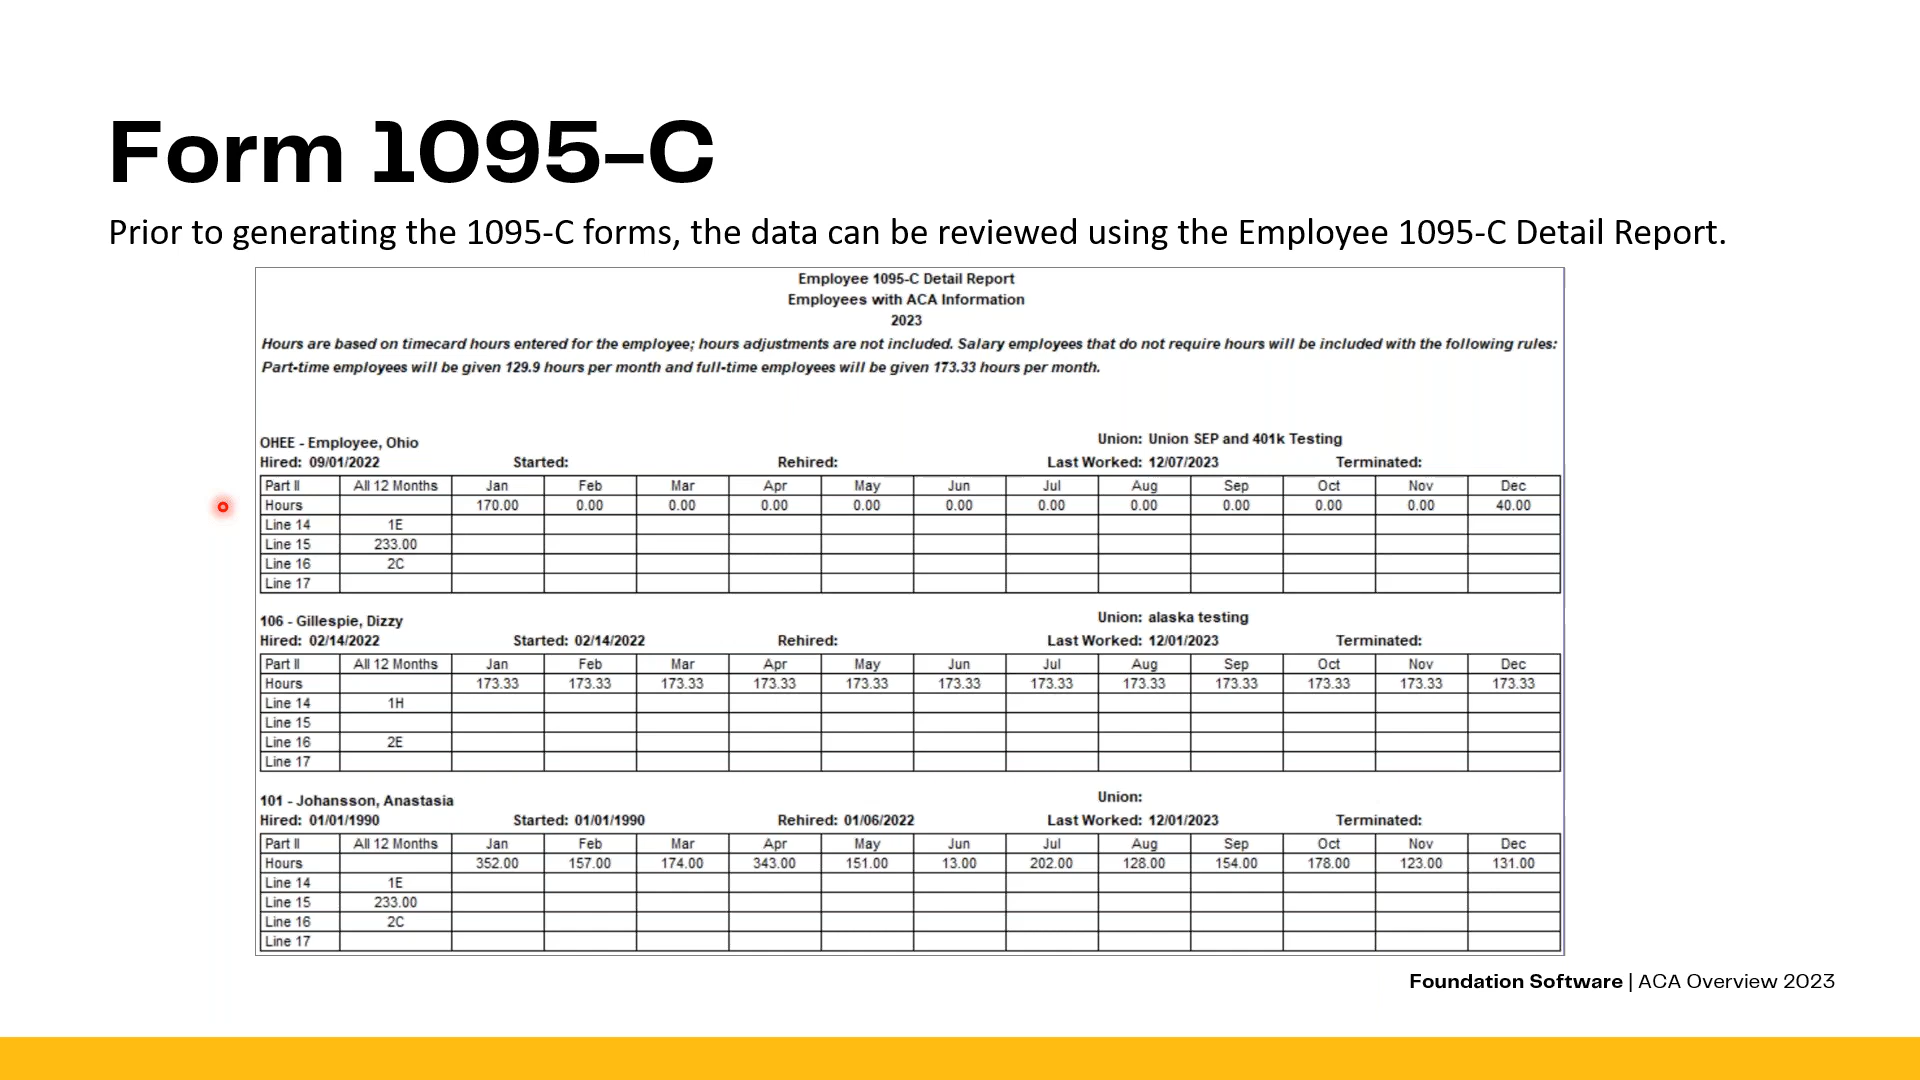 Form 1095-C
Prior to generating the 1095-C forms, the data can be reviewed using the Employee 1095-C Detail Report.
Employee 1095-C Detail Report
Employees with ACA Information
2023
Hours are based on timecard hours entered for the employee; hours adjustments are not included. Salary employees that do not require hours will be included with the following rules:
Part-time employees will be given 129.9 hours per month and full-time employees will be given 173.33 hours per month.
OHEE - Employee, Ohio Union: Union SEP and 401k Testing
Hired: 09/01/2022 Started: Rehired: Last Worked: 12/07/2023 Terminated:
Part II All 12 Months Jan Feb Mar Apr May Jun Jul Aug Sep Oct Nov Dec
Hours 170.00 0.00 0.00 0.00 0.00 0.00 0.00 0.00 0.00 0.00 0.00 40.00
Line 14 1E
Line 15 233.00
Line 16 2C
Line 17
106 - Gillespie, Dizzy Union: alaska testing
Hired: 02/14/2022 Started: 02/14/2022 Rehired: Last Worked: 12/01/2023 Terminated:
Part II All 12 Months Jan Feb Mar Apr May Jun Jul Aug Sep Oct Nov Dec
Hours 173.33 173.33 173.33 173.33 173.33 173.33 173.33 173.33 173.33 173.33 173.33 173.33
Line 14 1H
Line 15
Line 16 2E
Line 17
101 - Johansson, Anastasia Union:
Hired: 01/01/1990 Started: 01/01/1990 Rehired: 01/06/2022 Last Worked: 12/01/2023 Terminated:
Part II All 12 Months Jan Feb Mar Apr May Jun Jul Aug Sep Oct Nov Dec
Hours 352.00 157.00 174.00 343.00 151.00 13.00 202.00 128.00 154.00 178.00 123.00 131.00
Line 14 1E
Line 15 233.00
Line 16 2C
Line 17
Foundation Software | ACA Overview 2023